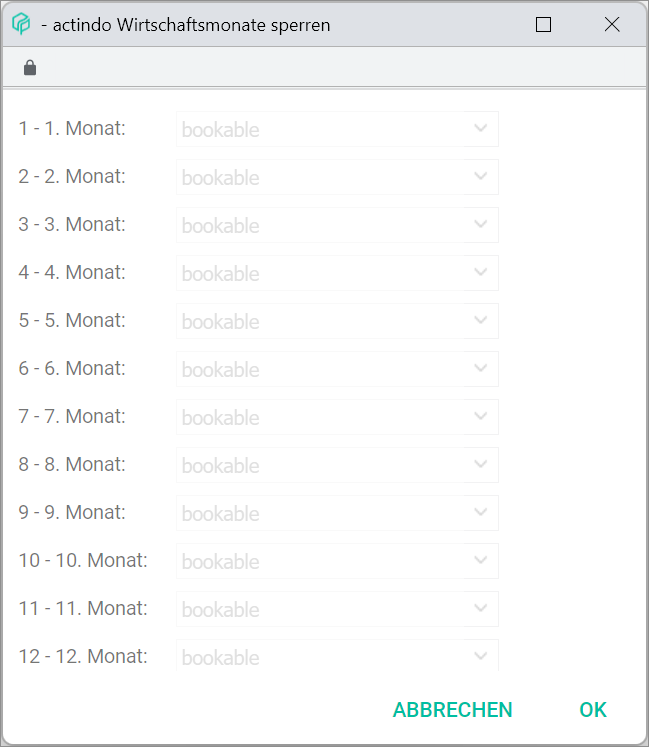 - actindo Wirtschaftsmonate sperren
1 - 1. Monat: bookable
2 - 2. Monat: bookable
3 - 3. Monat: bookable
4 - 4. Monat: bookable
5 - 5. Monat: bookable
6 - 6. Monat: bookable
7 - 7. Monat: bookable
8 - 8. Monat: bookable
9 - 9. Monat: bookable
10 - 10. Monat: bookable
11 - 11. Monat: bookable
12 - 12. Monat: bookable
ABBRECHEN OK